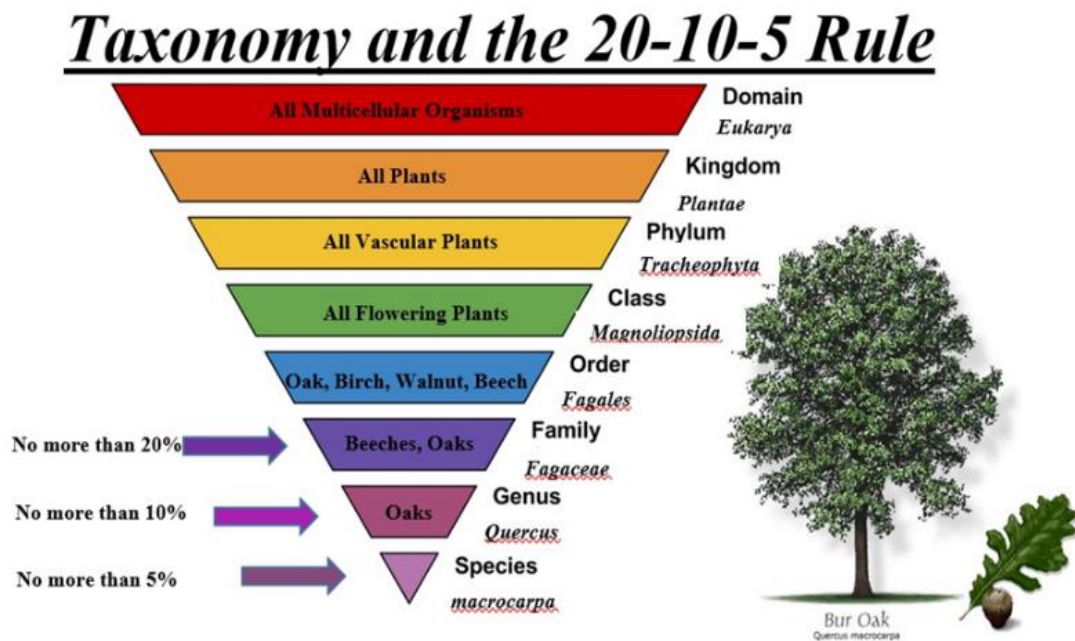 Taxonomy and the 20-10-5 Rule
All Multicellular Organisms
Domain
Eukarya
All Plants
Kingdom
Plantae
All Vascular Plants
Phylum
Tracheophyta
All Flowering Plants
Class
Magnoliopsida
Oak, Birch, Walnut, Beech
Order
Fagales
No more than 20%
Beeches, Oaks
Family
Fagaceae
No more than 10%
Oaks
Genus
Quercus
No more than 5%
Species
macrocarpa
Bur Oak
Quercus macrocarpa